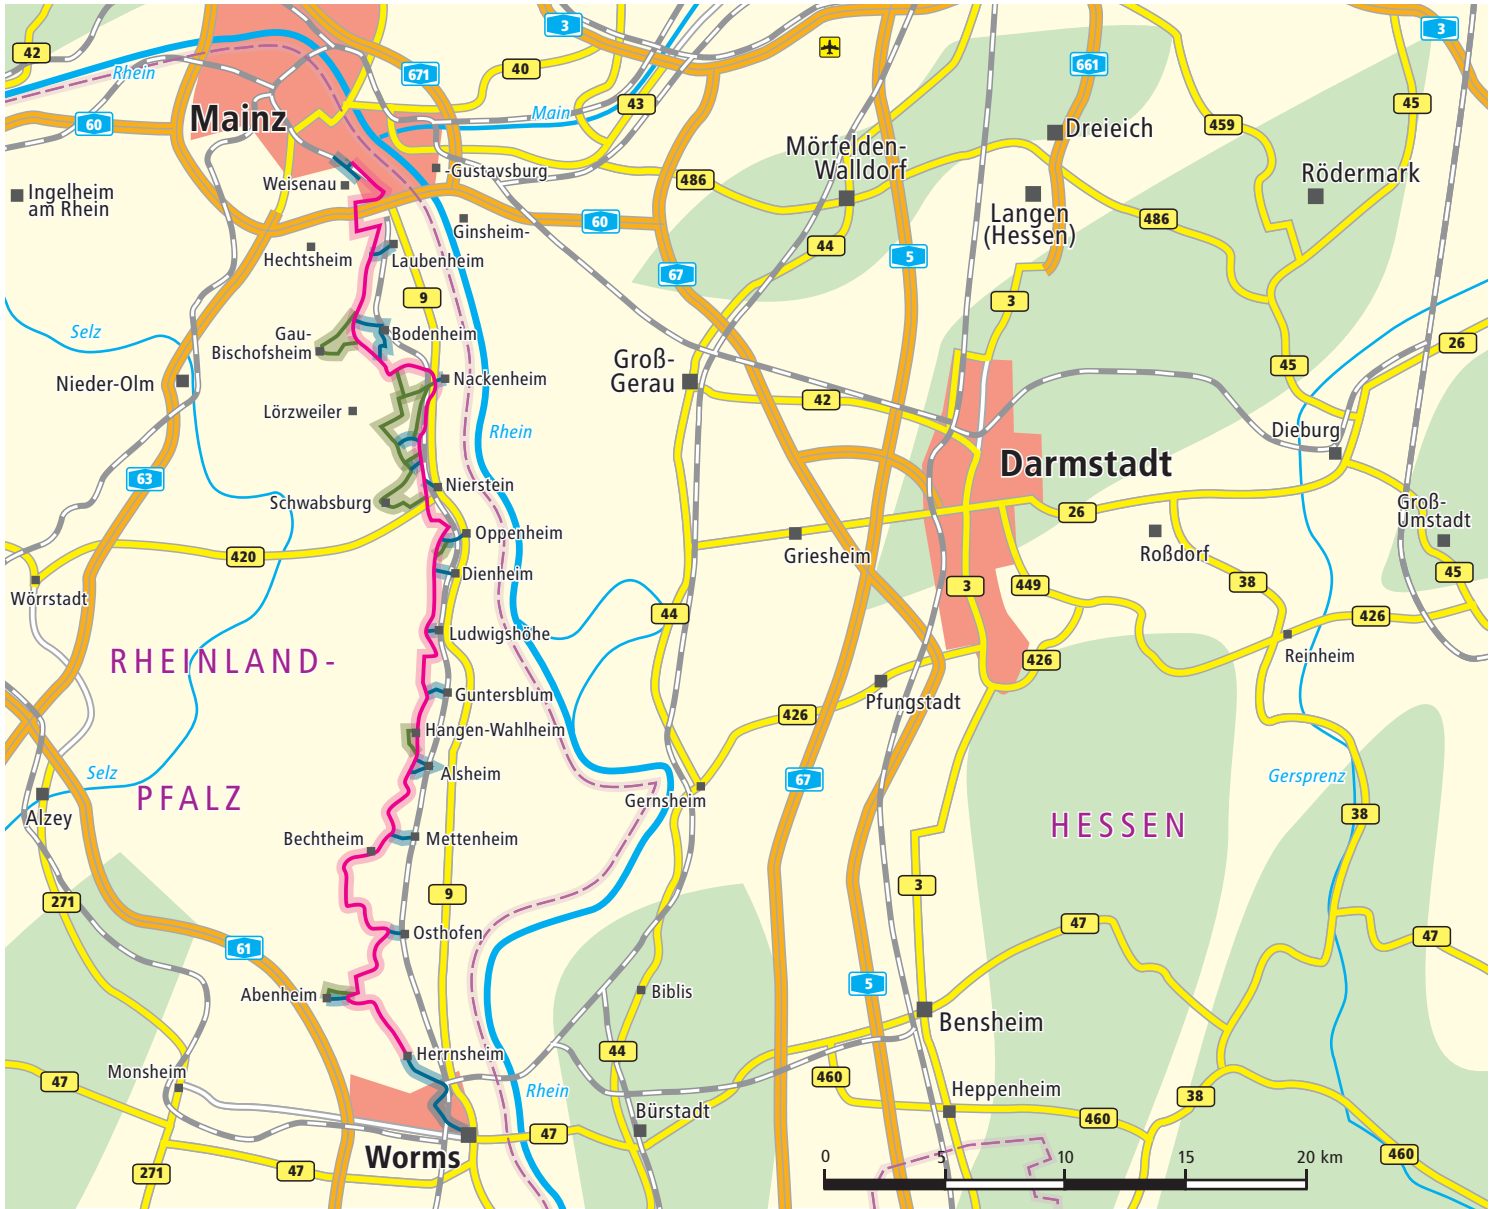 3
3
42
Rhein
671
40
661
43
45
Main
60
Mainz
459
Dreieich
Mörfelden-
Walldorf
-Gustavsburg
Weisenau
486
Rödermark
Ingelheim
am Rhein
Langen
(Hessen)
486
60
Ginsheim-
44
Hechtsheim
Laubenheim
5
67
9
3
Selz
Gau-
Bischofsheim
Bodenheim
26
Groß-
Gerau
45
Nieder-Olm
Nackenheim
42
Lörzweiler
Rhein
Dieburg
Darmstadt
63
Nierstein
Schwabsburg
Groß-
Umstadt
26
Oppenheim
Griesheim
Roßdorf
420
Dienheim
45
3
449
38
Wörrstadt
44
426
Ludwigshöhe
RHEINLAND-
426
Reinheim
Guntersblum
Pfungstadt
426
Hangen-Wahlheim
Selz
Alsheim
67
Gersprenz
PFALZ
Gernsheim
Alzey
38
HESSEN
Bechtheim
Mettenheim
3
9
271
47
Osthofen
47
61
5
Abenheim
Biblis
Bensheim
Herrnsheim
44
Monsheim
47
460
Rhein
Heppenheim
38
Bürstadt
460
47
Worms
0 5 10 15 20 km
460
271
47